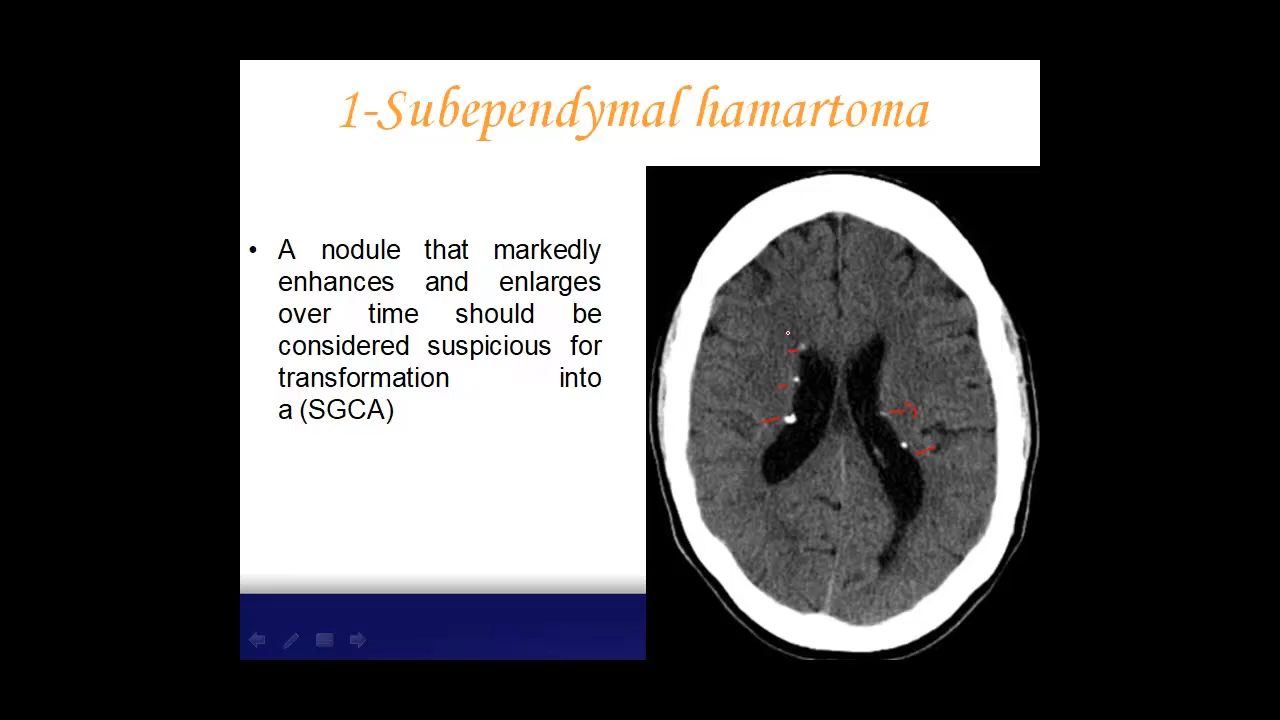 1-Subependymal hamartoma
• A nodule that markedly
enhances and enlarges
over time should be
considered suspicious for
transformation into
a (SGCA)